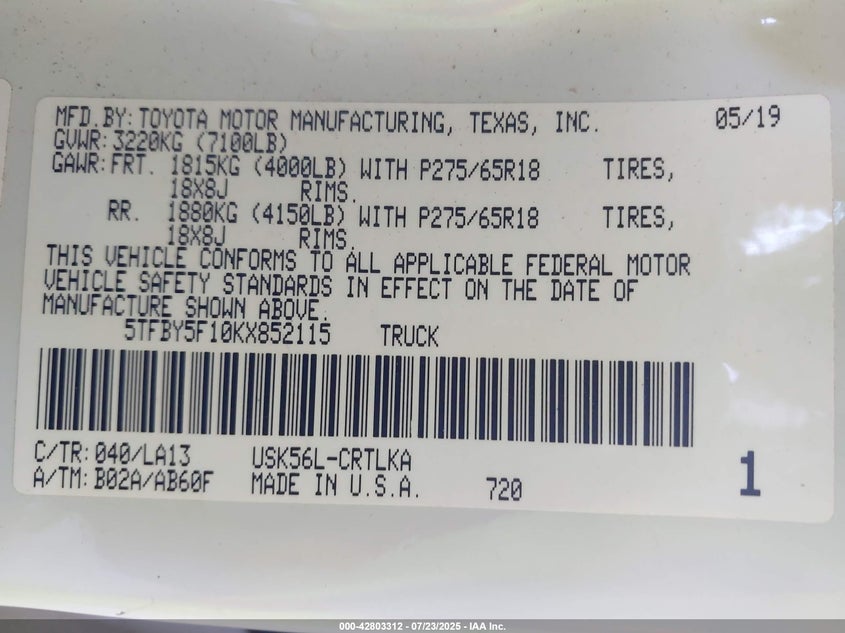 MFD.BY:TOYOTA MOTOR MANUFACTURING, TEXAS, INC. 05/19
GVWR:3220KG (7100LB)
GAWR:FRT. 1815KG (4000LB) WITH P275/65R18 TIRES,
18X8J RIMS.
RR. 1880KG (4150LB) WITH P275/65R18 TIRES,
18X8J RIMS.
THIS VEHICLE CONFORMS TO ALL APPLICABLE FEDERAL MOTOR
VEHICLE SAFETY STANDARDS IN EFFECT ON THE DATE OF
MANUFACTURE SHOWN ABOVE.
5TFBY5F10KX852115 TRUCK
C/TR:040/LA13 USK56L-CRTLKA
A/TM:B02A/AB60F MADE IN U.S.A. 720 1
000-42803312 - 07/23/2025 - IAA Inc.